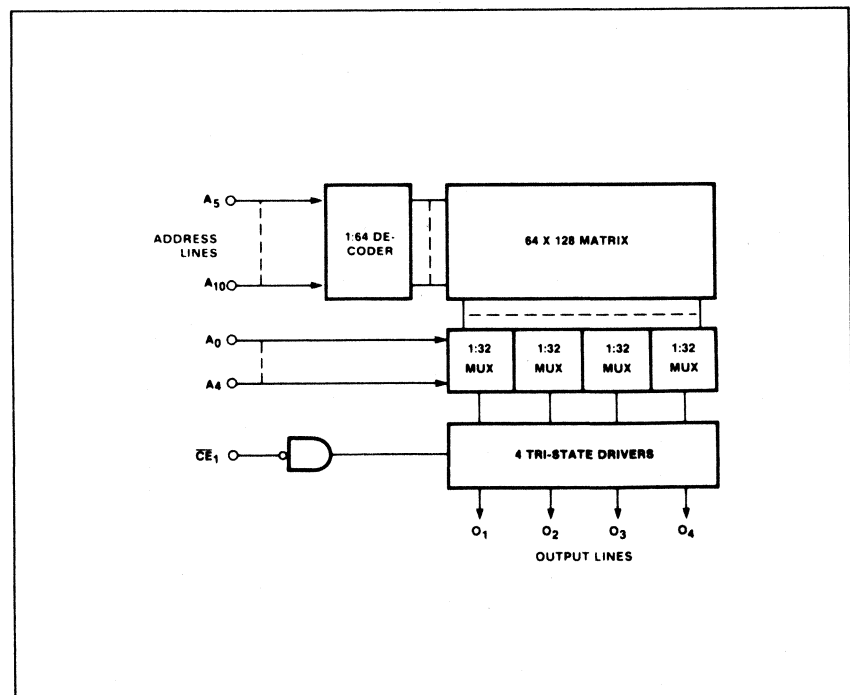 A5
ADDRESS
LINES
A10
1:64 DE-
CODER
64 X 128 MATRIX
A0
A4
1:32
MUX
1:32
MUX
1:32
MUX
1:32
MUX
CE1
4 TRI-STATE DRIVERS
O1
O2
O3
O4
OUTPUT LINES